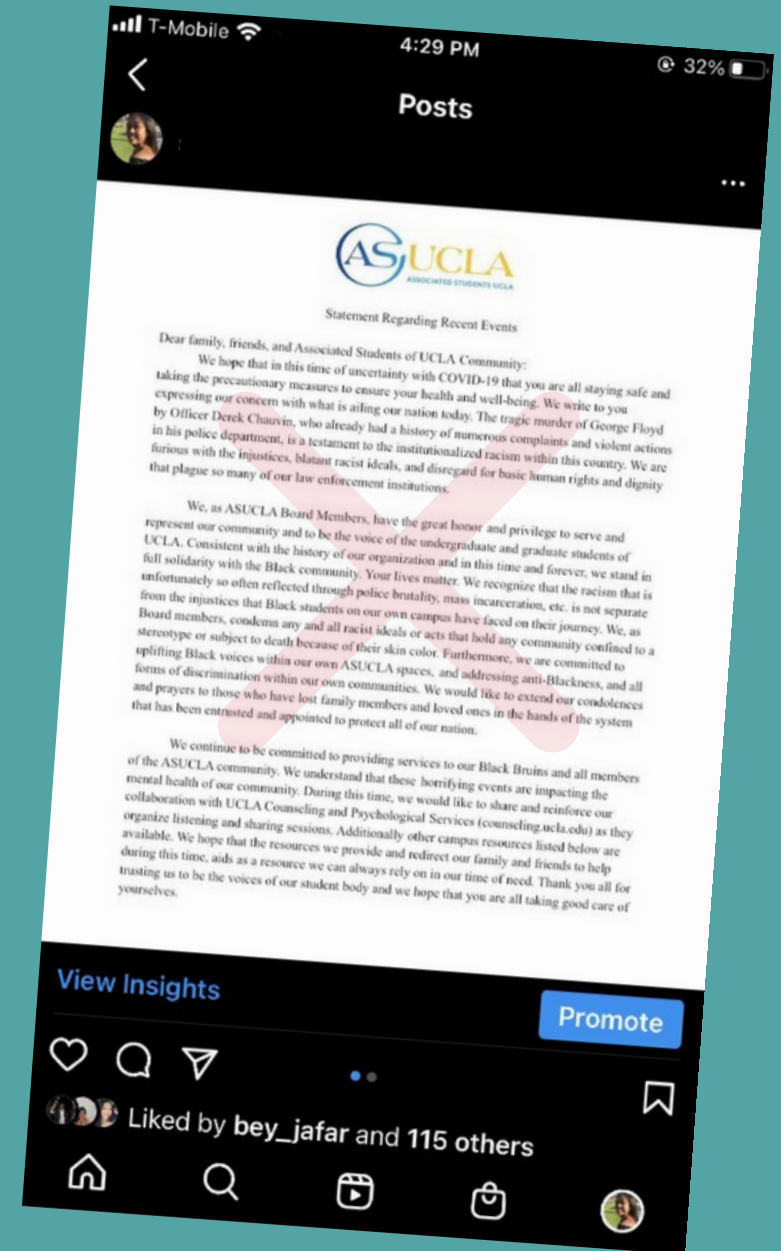 T-Mobile
4:29 PM
32%
Posts
ASUCLA
ASSOCIATED STUDENTS UCLA
Statement Regarding Recent Events
Dear family, friends, and Associated Students of UCLA Community:
We hope that in this time of uncertainty with COVID-19 that you are all staying safe and
taking the precautionary measures to ensure your health and well-being. We write to you
expressing our concern with what is ailing our nation today. The tragic murder of George Floyd
by Officer Derek Chauvin, who already had a history of numerous complaints and violent actions
in his police department, is a testament to the institutionalized racism within this country. We are
furious with the injustices, blatant racist ideals, and disregard for basic human rights and dignity
that plague so many of our law enforcement institutions.
We, as ASUCLA Board Members, have the great honor and privilege to serve and
represent our community and to be the voice of the undergraduate and graduate students of
UCLA. Consistent with the history of our organization and in this time and forever, we stand in
full solidarity with the Black community. Your lives matter. We recognize that the racism that is
unfortunately so often reflected through police brutality, mass incarceration, etc. is not separate
from the injustices that Black students on our own campus have faced on their journey. We, as
Board members, condemn any and all racist ideals or acts that hold any community confined to a
stereotype or subject to death because of their skin color. Furthermore, we are committed to
uplifting Black voices within our own ASUCLA spaces, and addressing anti-Blackness, and all
forms of discrimination within our own communities. We would like to extend our condolences
and prayers to those who have lost family members and loved ones in the hands of the system
that has been entrusted and appointed to protect all of our nation.
We continue to be committed to providing services to our Black Bruins and all members
of the ASUCLA community. We understand that these horrifying events are impacting the
mental health of our community. During this time, we would like to share and reinforce our
collaboration with UCLA Counseling and Psychological Services (counseling.ucla.edu) as they
organize listening and sharing sessions. Additionally other campus resources listed below are
available. We hope that the resources we provide and redirect our family and friends to help
during this time, aids as a resource we can always rely on in our time of need. Thank you all for
trusting us to be the voices of our student body and we hope that you are all taking good care of
yourselves.
View Insights
Promote
Liked by bey_jafar and 115 others